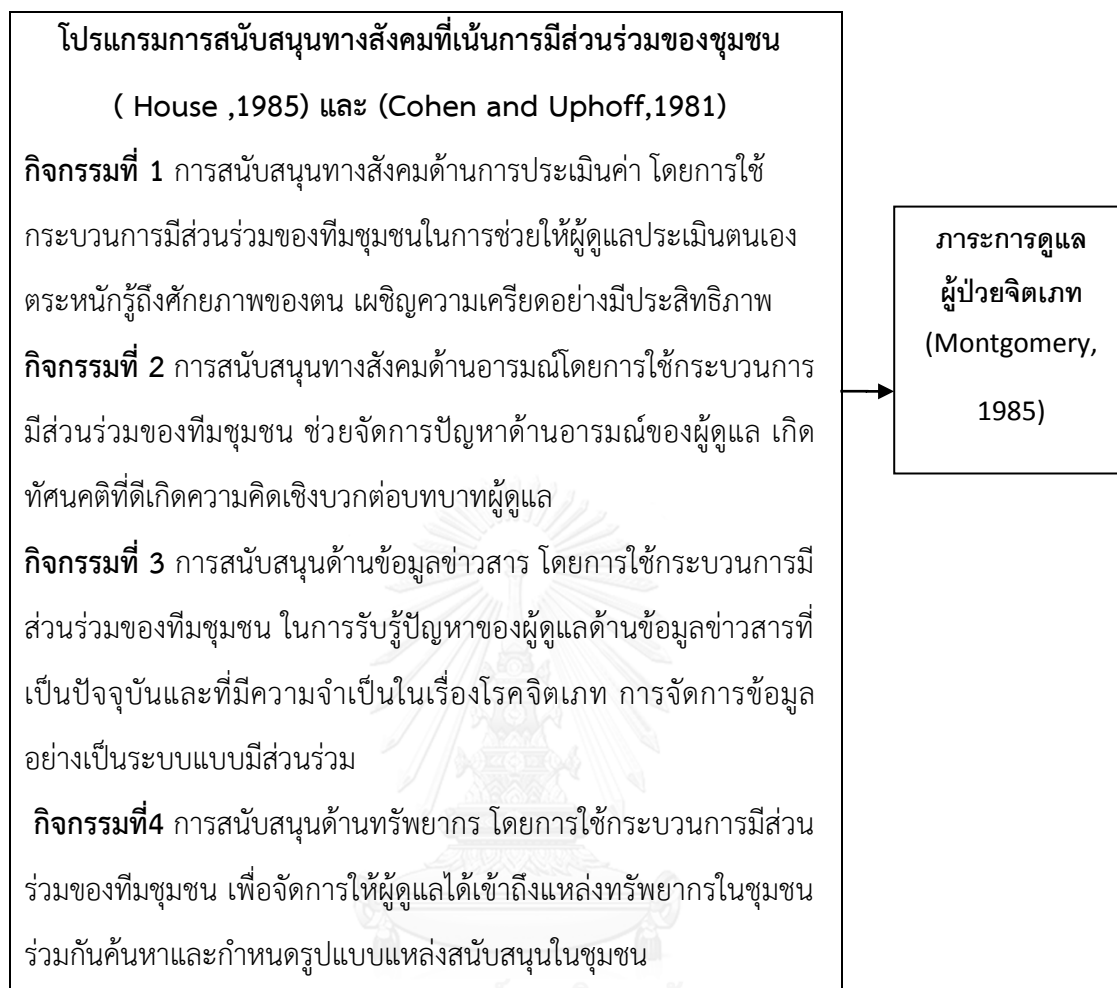 โปรแกรมการสนับสนุนทางสังคมที่เน้นการมีส่วนร่วมของชุมชน
( House ,1985) และ (Cohen and Uphoff,1981)
กิจกรรมที่ 1 การสนับสนุนทางสังคมด้านการประเมินค่า โดยการใช้
กระบวนการมีส่วนร่วมของทีมชุมชนในการช่วยให้ผู้ดูแลประเมินตนเอง
ตระหนักรู้ถึงศักยภาพของตน เผชิญความเครียดอย่างมีประสิทธิภาพ
กิจกรรมที่ 2 การสนับสนุนทางสังคมด้านอารมณ์โดยการใช้กระบวนการ
มีส่วนร่วมของทีมชุมชน ช่วยจัดการปัญหาด้านอารมณ์ของผู้ดูแล เกิด
ทัศนคติที่ดีเกิดความคิดเชิงบวกต่อบทบาทผู้ดูแล
กิจกรรมที่ 3 การสนับสนุนด้านข้อมูลข่าวสาร โดยการใช้กระบวนการมี
ส่วนร่วมของทีมชุมชน ในการรับรู้ปัญหาของผู้ดูแลด้านข้อมูลข่าวสารที่
เป็นปัจจุบันและที่มีความจำเป็นในเรื่องโรคจิตเภท การจัดการข้อมูล
อย่างเป็นระบบแบบมีส่วนร่วม
กิจกรรมที่4 การสนับสนุนด้านทรัพยากร โดยการใช้กระบวนการมีส่วน
ร่วมของทีมชุมชน เพื่อจัดการให้ผู้ดูแลได้เข้าถึงแหล่งทรัพยากรในชุมชน
ร่วมกันค้นหาและกำหนดรูปแบบแหล่งสนับสนุนในชุมชน
ภาระการดูแล
ผู้ป่วยจิตเภท
(Montgomery,
1985)